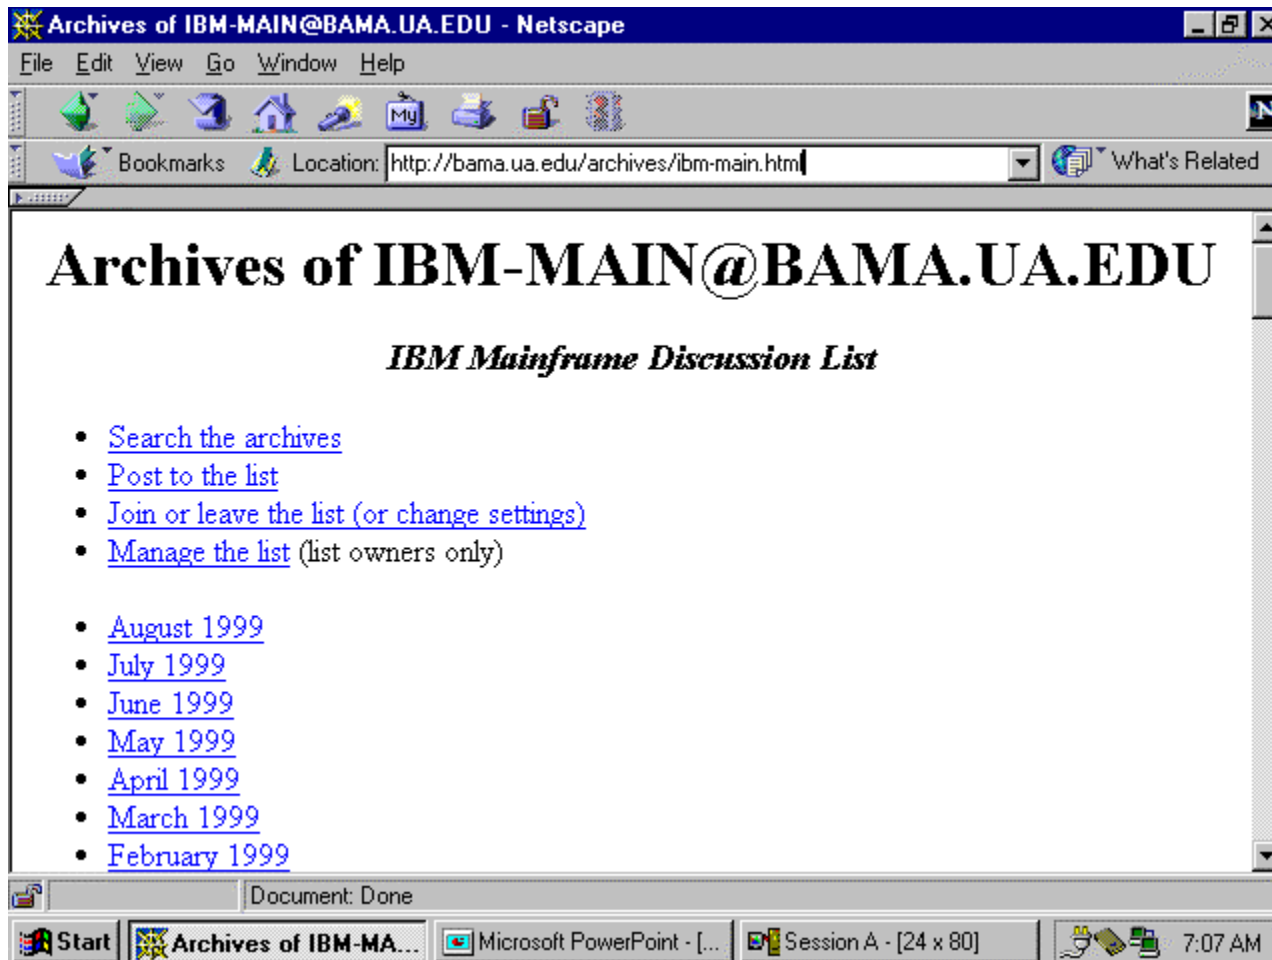 Archives of IBM-MAIN@BAMA.UA.EDU - Netscape
File Edit View Go Window Help
My
Bookmarks Location: http://bama.ua.edu/archives/ibm-main.html What's Related
Archives of IBM-MAIN@BAMA.UA.EDU
IBM Mainframe Discussion List
• Search the archives
• Post to the list
• Join or leave the list (or change settings)
• Manage the list (list owners only)
• August 1999
• July 1999
• June 1999
• May 1999
• April 1999
• March 1999
• February 1999
Document: Done
Start Archives of IBM-MA... Microsoft PowerPoint - [... Session A - [24 x 80] 7:07 AM